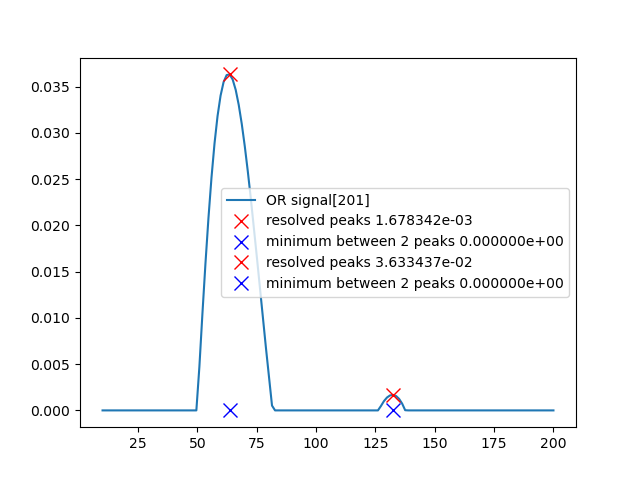 0.035
0.030
0.025
0.020
0.015
0.010
0.005
0.000
OR signal[201]
resolved peaks 1.678342e-03
minimum between 2 peaks 0.000000e+00
resolved peaks 3.633437e-02
minimum between 2 peaks 0.000000e+00
25 50 75 100 125 150 175 200